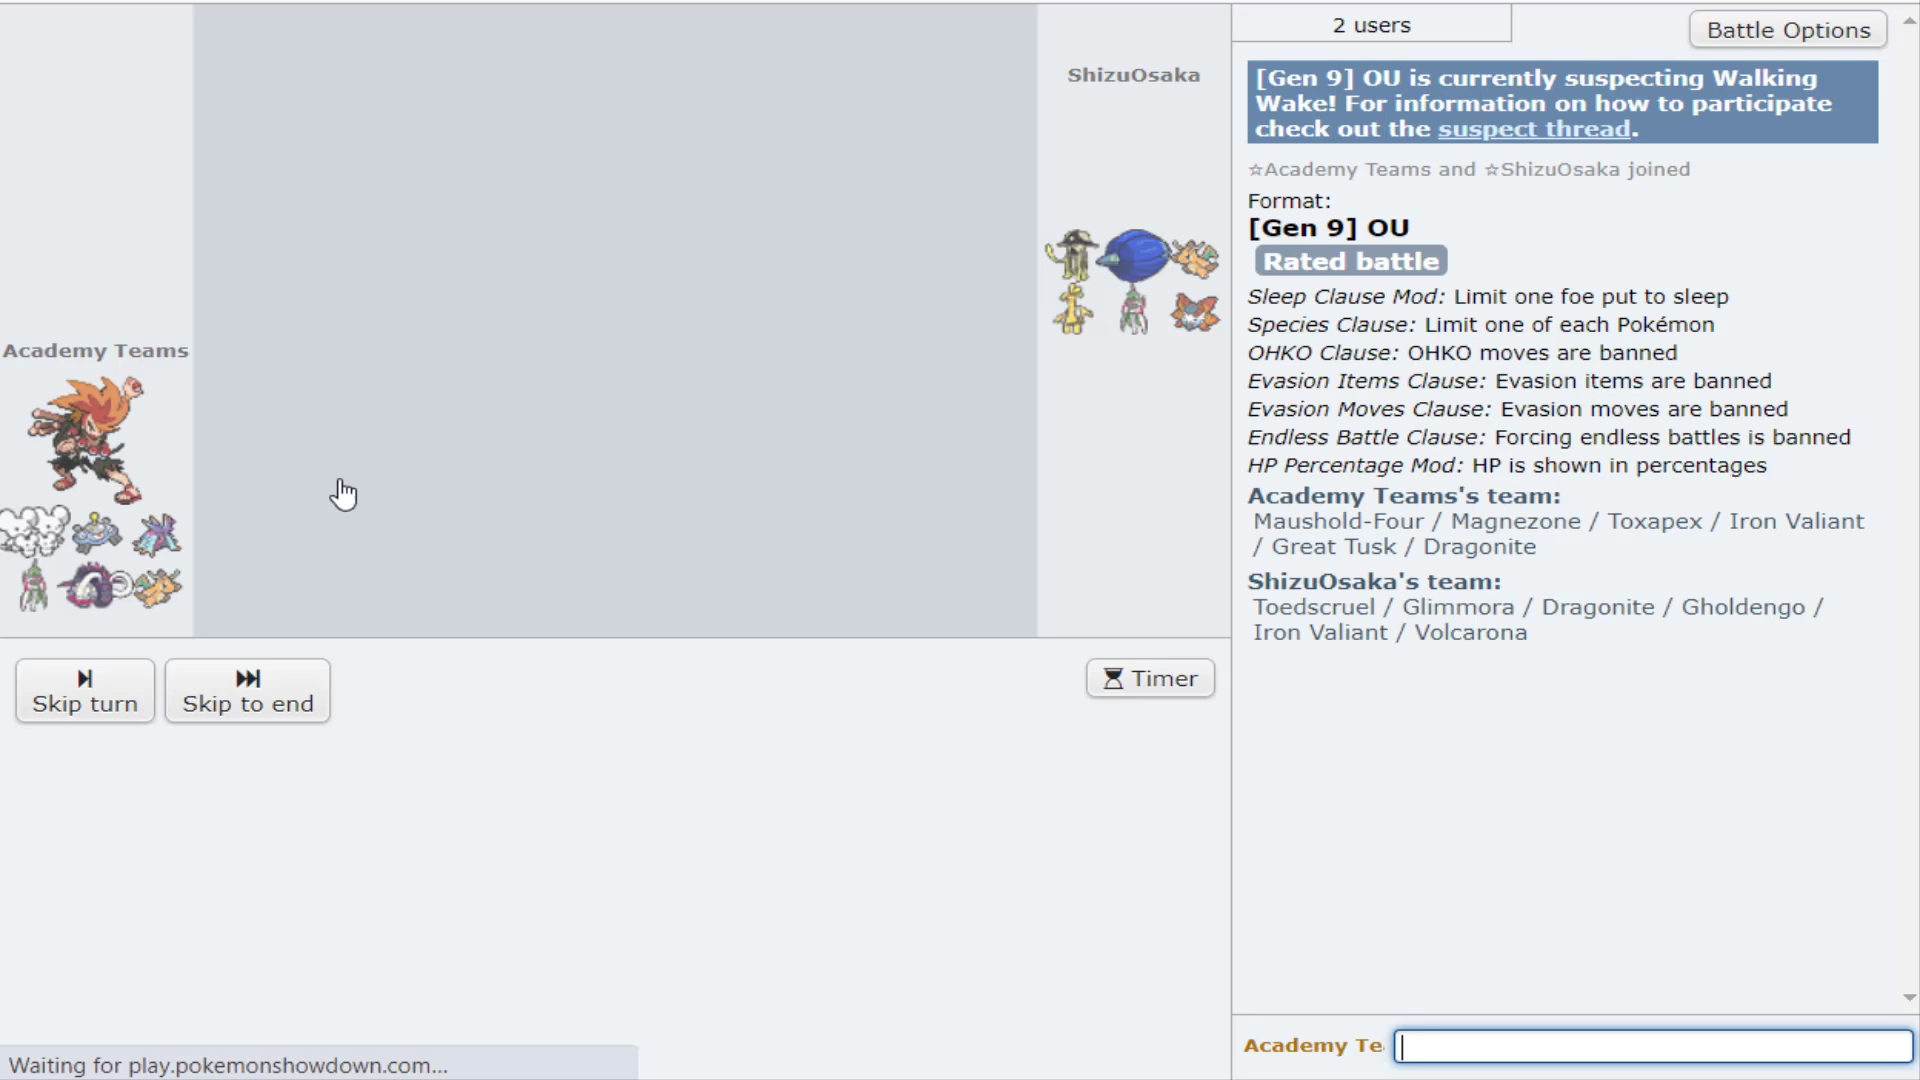 ShizuOsaka
Academy Teams
Skip turn
Skip to end
Timer
Waiting for play.pokemonshowdown.com...
2 users
Battle Options
[Gen 9] OU is currently suspecting Walking
Wake! For information on how to participate
check out the suspect thread.
☆Academy Teams and ☆ShizuOsaka joined
Format:
[Gen 9] OU
Rated battle
Sleep Clause Mod: Limit one foe put to sleep
Species Clause: Limit one of each Pokémon
OHKO Clause: OHKO moves are banned
Evasion Items Clause: Evasion items are banned
Evasion Moves Clause: Evasion moves are banned
Endless Battle Clause: Forcing endless battles is banned
HP Percentage Mod: HP is shown in percentages
Academy Teams's team:
Maushold-Four / Magnezone / Toxapex / Iron Valiant
/ Great Tusk / Dragonite
ShizuOsaka's team:
Toedscruel / Glimmora / Dragonite / Gholdengo /
Iron Valiant / Volcarona
Academy Te